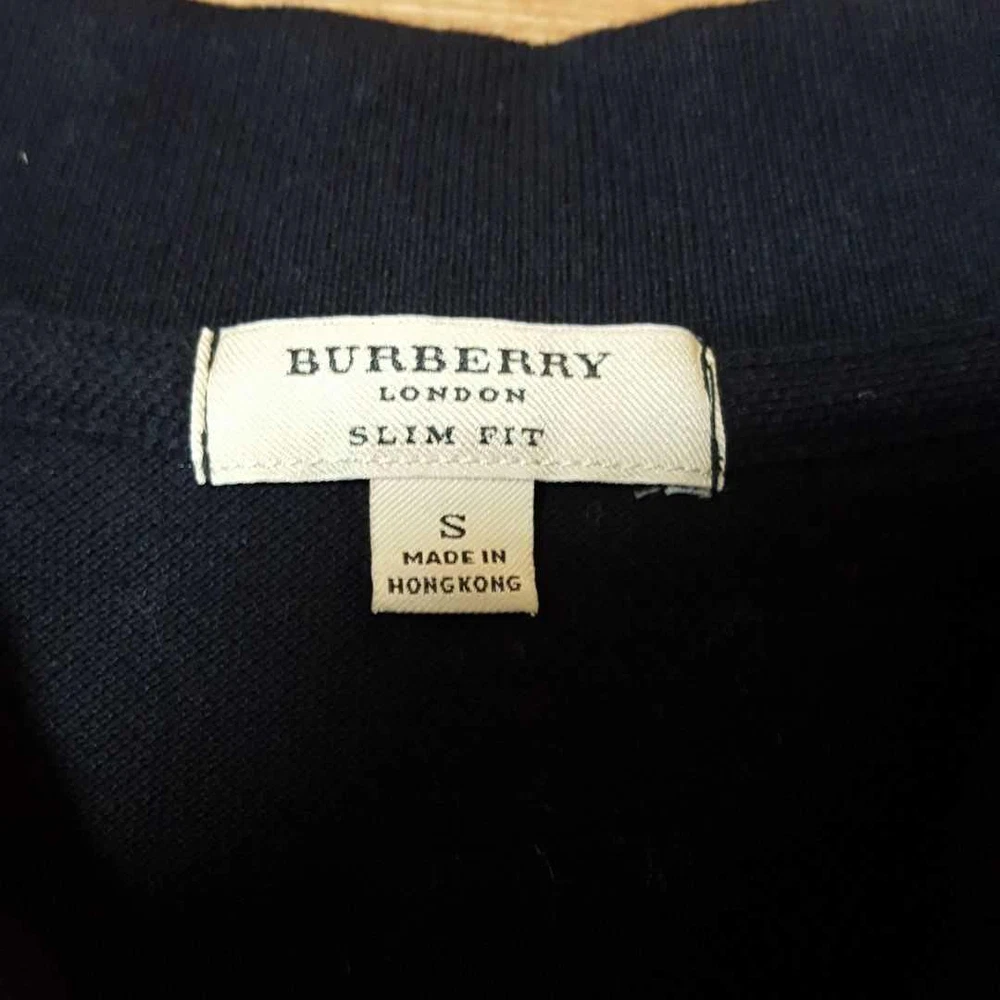 BURBERRY
LONDON
SLIM FIT
S
MADE IN
HONGKONG